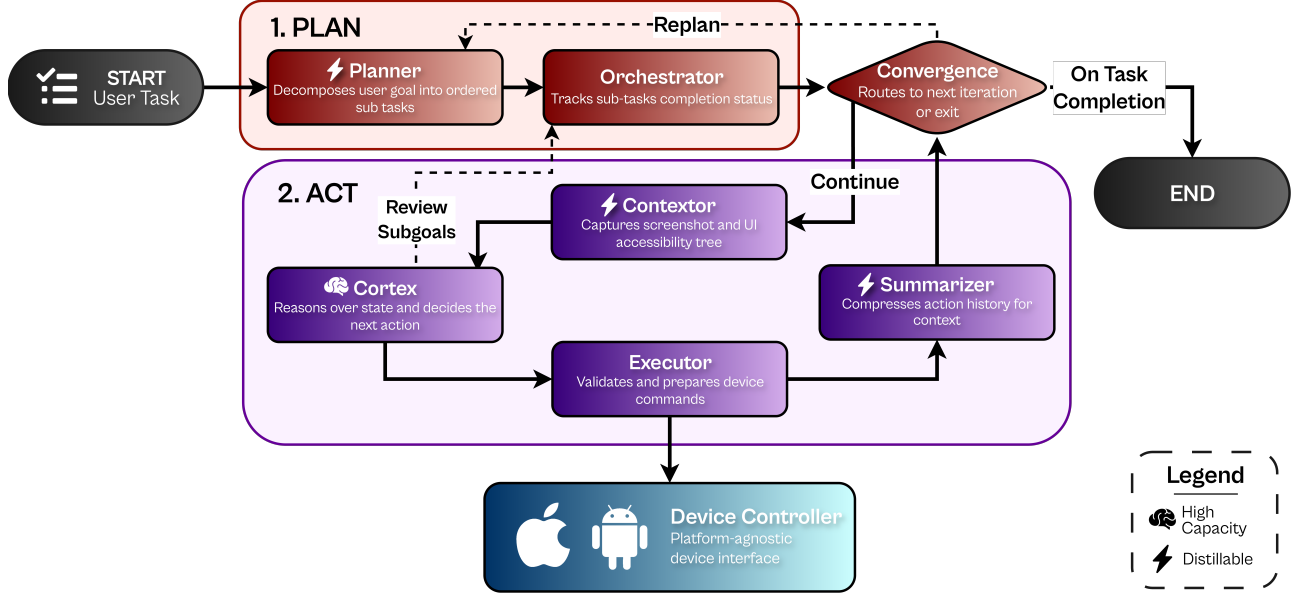 1. PLAN
Replan
START
User Task
Planner
Decomposes user goal into ordered
sub tasks
Orchestrator
Tracks sub-tasks completion status
Convergence
Routes to next iteration
or exit
On Task
Completion
END
2. ACT
Continue
Review
Subgoals
Contextor
Captures screenshot and UI
accessibility tree
Cortex
Reasons over state and decides the
next action
Summarizer
Compresses action history for
context
Executor
Validates and prepares device
commands
Device Controller
Platform-agnostic
device interface
Legend
High
Capacity
Distillable